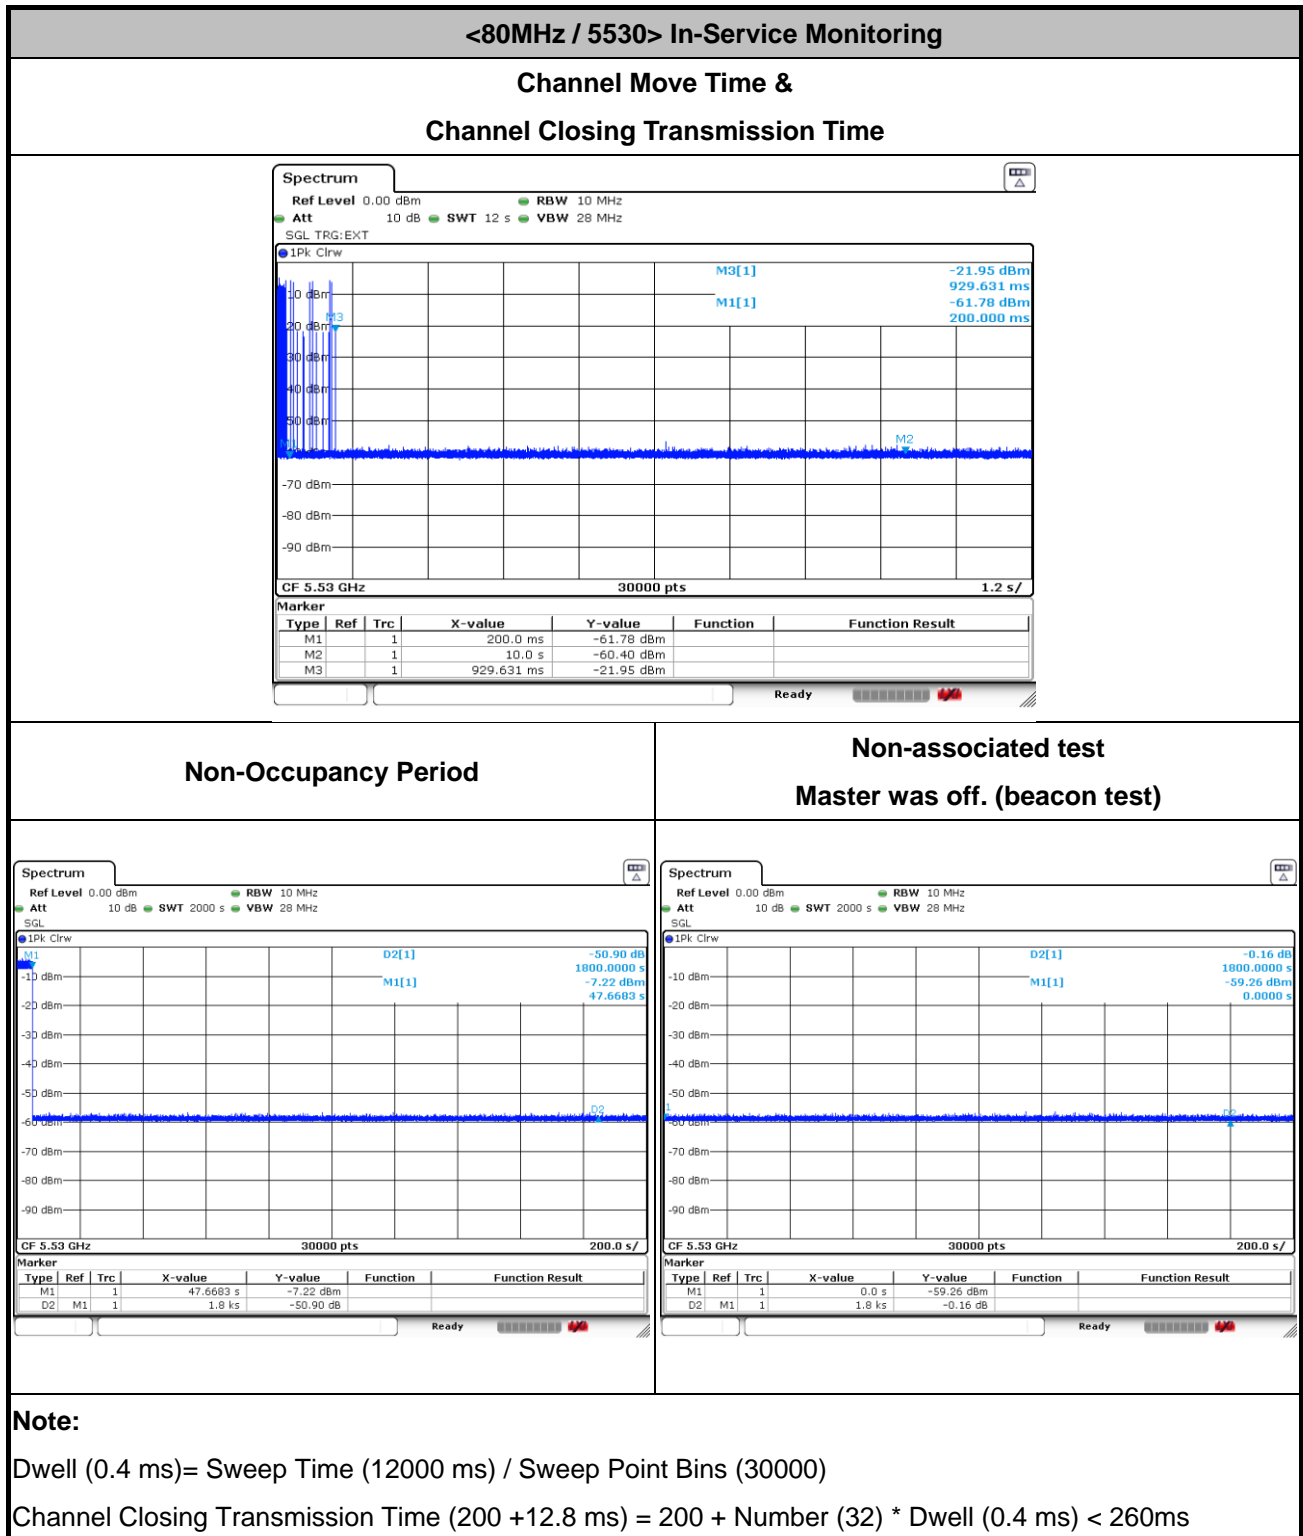 <80MHz / 5530> In-Service Monitoring
Channel Move Time &
Channel Closing Transmission Time
Spectrum
Ref Level 0.00 dBm RBW 10 MHz
Att 10 dB SWT 12 s VBW 28 MHz
SGL TRG:EXT
1Pk Clrw
M3[1] -21.95 dBm
929.631 ms
M1[1] -61.78 dBm
200.000 ms
10 dBm
M3
20 dBm
30 dBm
40 dBm
50 dBm
M1
M2
-70 dBm
-80 dBm
-90 dBm
CF 5.53 GHz 30000 pts 1.2 s/
Marker
Type Ref Trc X-value Y-value Function Function Result
M1 1 200.0 ms -61.78 dBm
M2 1 10.0 s -60.40 dBm
M3 1 929.631 ms -21.95 dBm
Ready
Non-Occupancy Period
Non-associated test
Master was off. (beacon test)
Spectrum
Ref Level 0.00 dBm RBW 10 MHz
Att 10 dB SWT 2000 s VBW 28 MHz
SGL
1Pk Clrw
M1
D2[1] -50.90 dB
1800.0000 s
M1[1] -7.22 dBm
47.6683 s
-10 dBm
-20 dBm
-30 dBm
-40 dBm
-50 dBm
D2
-60 dBm
-70 dBm
-80 dBm
-90 dBm
CF 5.53 GHz 30000 pts 200.0 s/
Marker
Type Ref Trc X-value Y-value Function Function Result
M1 1 47.6683 s -7.22 dBm
D2 M1 1 1.8 ks -50.90 dB
Ready
Spectrum
Ref Level 0.00 dBm RBW 10 MHz
Att 10 dB SWT 2000 s VBW 28 MHz
SGL
1Pk Clrw
D2[1] -0.16 dB
1800.0000 s
M1[1] -59.26 dBm
0.0000 s
-10 dBm
-20 dBm
-30 dBm
-40 dBm
-50 dBm
1
D2
-60 dBm
-70 dBm
-80 dBm
-90 dBm
CF 5.53 GHz 30000 pts 200.0 s/
Marker
Type Ref Trc X-value Y-value Function Function Result
M1 1 0.0 s -59.26 dBm
D2 M1 1 1.8 ks -0.16 dB
Ready
Note:
Dwell (0.4 ms)= Sweep Time (12000 ms) / Sweep Point Bins (30000)
Channel Closing Transmission Time (200 +12.8 ms) = 200 + Number (32) * Dwell (0.4 ms) < 260ms